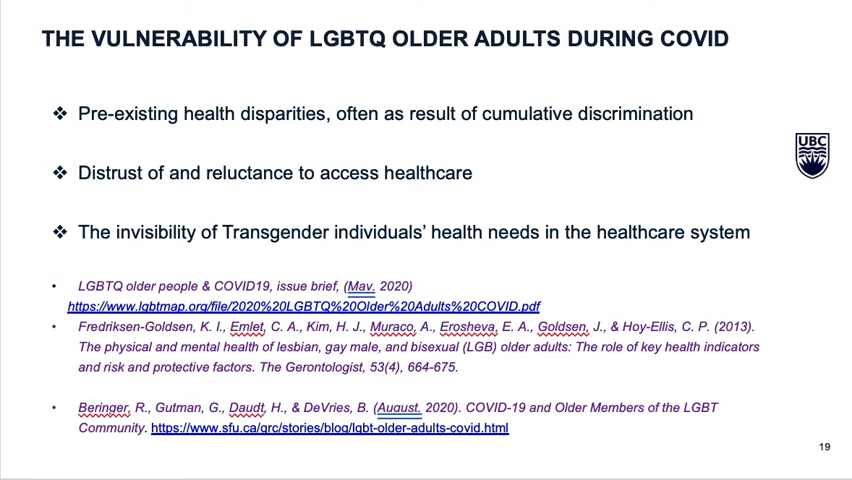 THE VULNERABILITY OF LGBTQ OLDER ADULTS DURING COVID
❖ Pre-existing health disparities, often as result of cumulative discrimination
UBC
❖ Distrust of and reluctance to access healthcare
❖ The invisibility of Transgender individuals' health needs in the healthcare system
• LGBTQ older people & COVID19, issue brief, (May. 2020)
https://www.lgbtmap.org/file/2020%20LGBTQ%20Older%20Adults%20COVID.pdf
• Fredriksen-Goldsen, K. I., Emlet, C. A., Kim, H. J., Muraco, A., Erosheva, E. A., Goldsen, J., & Hoy-Ellis, C. P. (2013).
The physical and mental health of lesbian, gay male, and bisexual (LGB) older adults: The role of key health indicators
and risk and protective factors. The Gerontologist, 53(4), 664-675.
• Beringer, R., Gutman, G., Daudt, H., & DeVries, B. (August. 2020). COVID-19 and Older Members of the LGBT
Community. https://www.sfu.ca/grc/stories/blog/lgbt-older-adults-covid.html
19